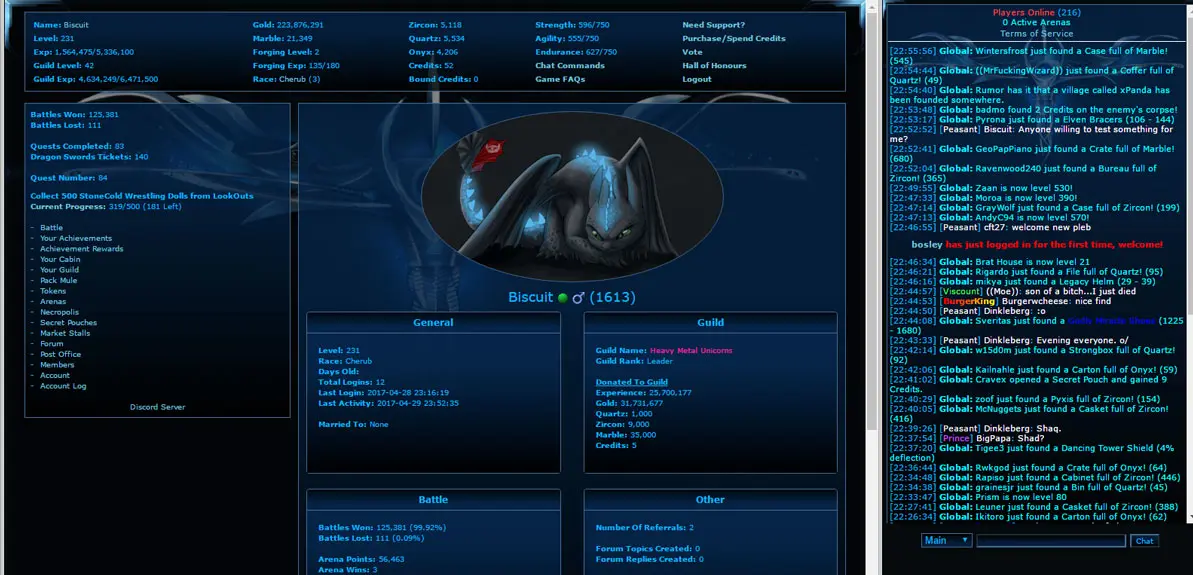 Name: Biscuit
Level: 231
Exp: 1,564,475/5,336,100
Guild Level: 42
Guild Exp: 4,634,249/6,471,500
Gold: 223,876,291
Marble: 21,349
Forging Level: 2
Forging Exp: 135/180
Race: Cherub (3)
Zircon: 5,118
Quartz: 5,534
Onyx: 4,206
Credits: 52
Bound Credits: 0
Strength: 596/750
Agility: 555/750
Endurance: 627/750
Chat Commands
Game FAQs
Need Support?
Purchase/Spend Credits
Vote
Hall of Honours
Logout
Battles Won: 125,381
Battles Lost: 111
Quests Completed: 83
Dragon Swords Tickets: 140
Quest Number: 84
Collect 500 StoneCold Wrestling Dolls from LookOuts
Current Progress: 319/500 (181 Left)
- Battle
- Your Achievements
- Achievement Rewards
- Your Cabin
- Your Guild
- Pack Mule
- Tokens
- Arenas
- Necropolis
- Secret Pouches
- Market Stalls
- Forum
- Post Office
- Members
- Account
- Account Log
Discord Server
Biscuit ♂ (1613)
General
Level: 231
Race: Cherub
Days Old:
Total Logins: 12
Last Login: 2017-04-28 23:16:19
Last Activity: 2017-04-29 23:52:35
Married To: None
Guild
Guild Name: Heavy Metal Unicorns
Guild Rank: Leader
Donated To Guild
Experience: 25,700,177
Gold: 31,731,677
Quartz: 1,000
Zircon: 9,000
Marble: 35,000
Credits: 5
Battle
Battles Won: 125,381 (99.92%)
Battles Lost: 111 (0.09%)
Arena Points: 56,463
Arena Wins: 3
Other
Number Of Referrals: 2
Forum Topics Created: 0
Forum Replies Created: 0
Players Online (216)
0 Active Arenas
Terms of Service
[22:55:56] Global: Wintersfrost just found a Case full of Marble!
(545)
[22:54:44] Global: ((MrFuckingWizard)) just found a Coffer full of
Quartz! (49)
[22:54:40] Global: Rumor has it that a village called xPanda has
been founded somewhere.
[22:53:48] Global: badmo found 2 Credits on the enemy's corpse!
[22:53:17] Global: Pyrona just found a Elven Bracers (106 - 144)
[22:52:52] [Peasant] Biscuit: Anyone willing to test something for
me?
[22:52:41] Global: GeoPapPiano just found a Crate full of Marble!
(680)
[22:52:04] Global: Ravenwood240 just found a Bureau full of
Zircon! (365)
[22:49:55] Global: Zaan is now level 530!
[22:47:33] Global: Moroa is now level 390!
[22:47:14] Global: GrayWolf just found a Case full of Zircon! (199)
[22:47:13] Global: AndyC94 is now level 570!
[22:46:55] [Peasant] cft27: welcome new pleb
bosley has just logged in for the first time, welcome!
[22:46:34] Global: Brat House is now level 21
[22:46:21] Global: Rigardo just found a File full of Quartz! (95)
[22:46:16] Global: mikya just found a Legacy Helm (29 - 39)
[22:44:57] [Viscount] ((Moe)): son of a bitch...I just died
[22:44:53] [BurgerKing] Burgerwcheese: nice find
[22:44:50] [Peasant] Dinkleberg: :o
[22:44:08] Global: Sveritas just found a (1225
- 1680)
[22:43:33] [Peasant] Dinkleberg: Evening everyone. o/
[22:42:14] Global: w15d0m just found a Strongbox full of Quartz!
(92)
[22:42:06] Global: Kailnahle just found a Carton full of Onyx! (59)
[22:41:02] Global: Cravex opened a Secret Pouch and gained 9
Credits.
[22:40:29] Global: zoof just found a Pyxis full of Zircon! (154)
[22:40:05] Global: McNuggets just found a Casket full of Zircon!
(416)
[22:39:26] [Peasant] Dinkleberg: Shaq.
[22:37:54] [Prince] BigPapa: Shad?
[22:37:20] Global: Tigee3 just found a Dancing Tower Shield (4%
deflection)
[22:36:44] Global: Rwkgod just found a Crate full of Onyx! (64)
[22:34:48] Global: Rapiso just found a Cabinet full of Zircon! (446)
[22:34:38] Global: grainesjr just found a Bin full of Quartz! (45)
[22:33:47] Global: Prism is now level 80
[22:27:41] Global: Leuner just found a Casket full of Zircon! (388)
[22:26:34] Global: Ikitoro just found a Carton full of Onyx! (62)
Main
Chat